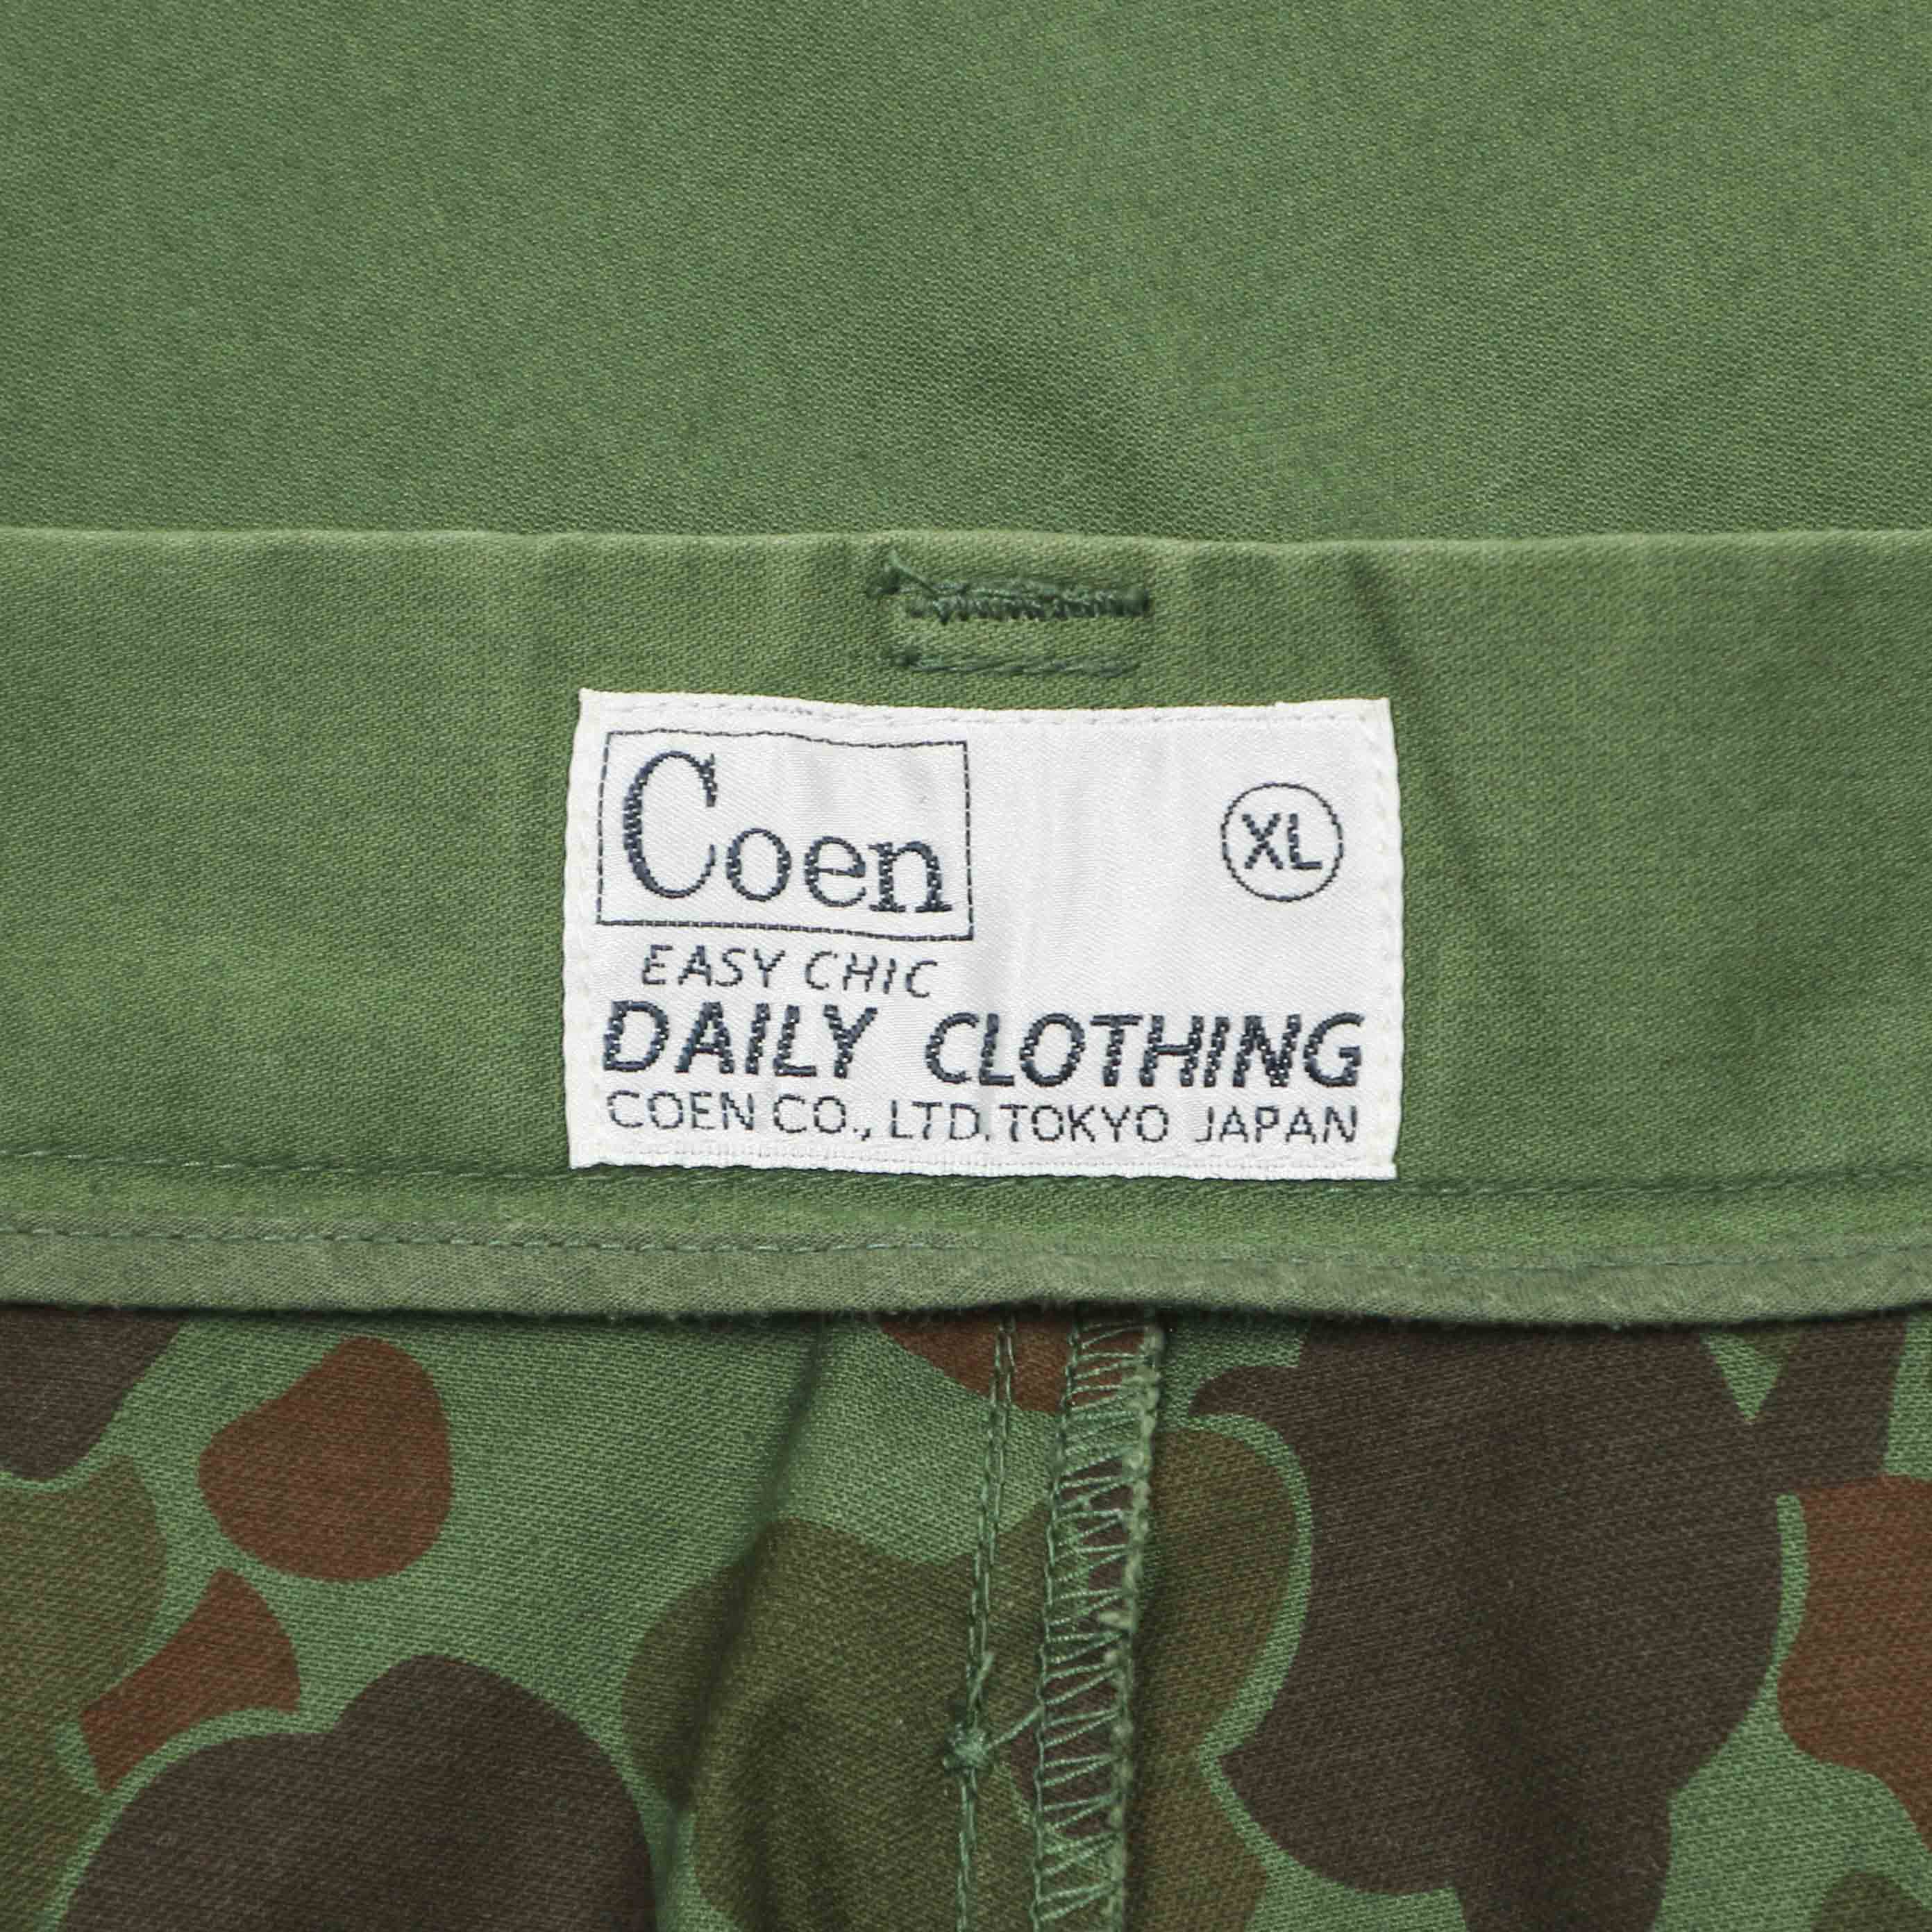 Coen
XL
EASY CHIC
DAILY CLOTHING
COEN CO., LTD. TOKYO JAPAN